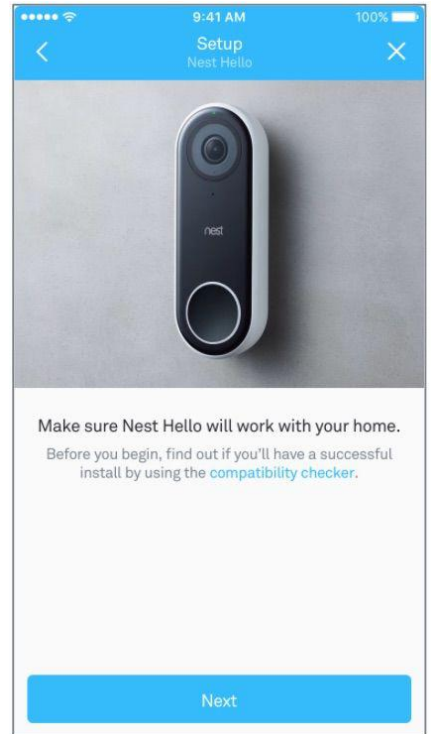 9:41 AM
100%
Setup
Nest Hello
nest
Make sure Nest Hello will work with your home.
Before you begin, find out if you'll have a successful
install by using the compatibility checker.
Next